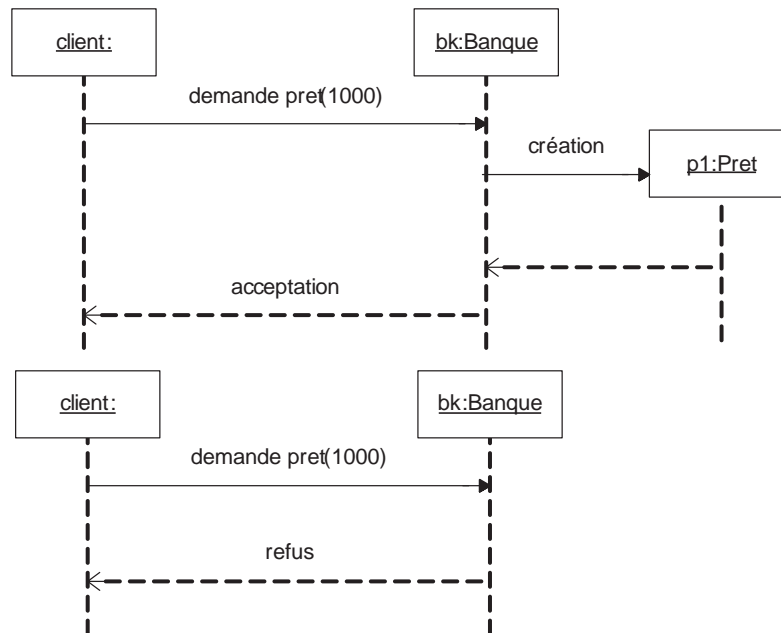 client:
bk:Banque
demande pret(1000)
création
p1:Pret
acceptation
client:
bk:Banque
demande pret(1000)
refus